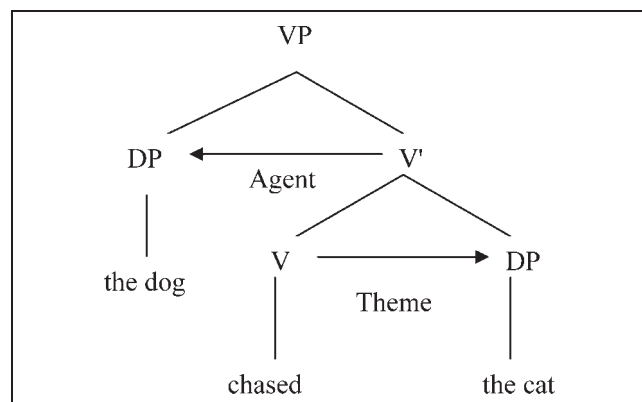 VP
DP V'
Agent
V DP
the dog
Theme
chased the cat